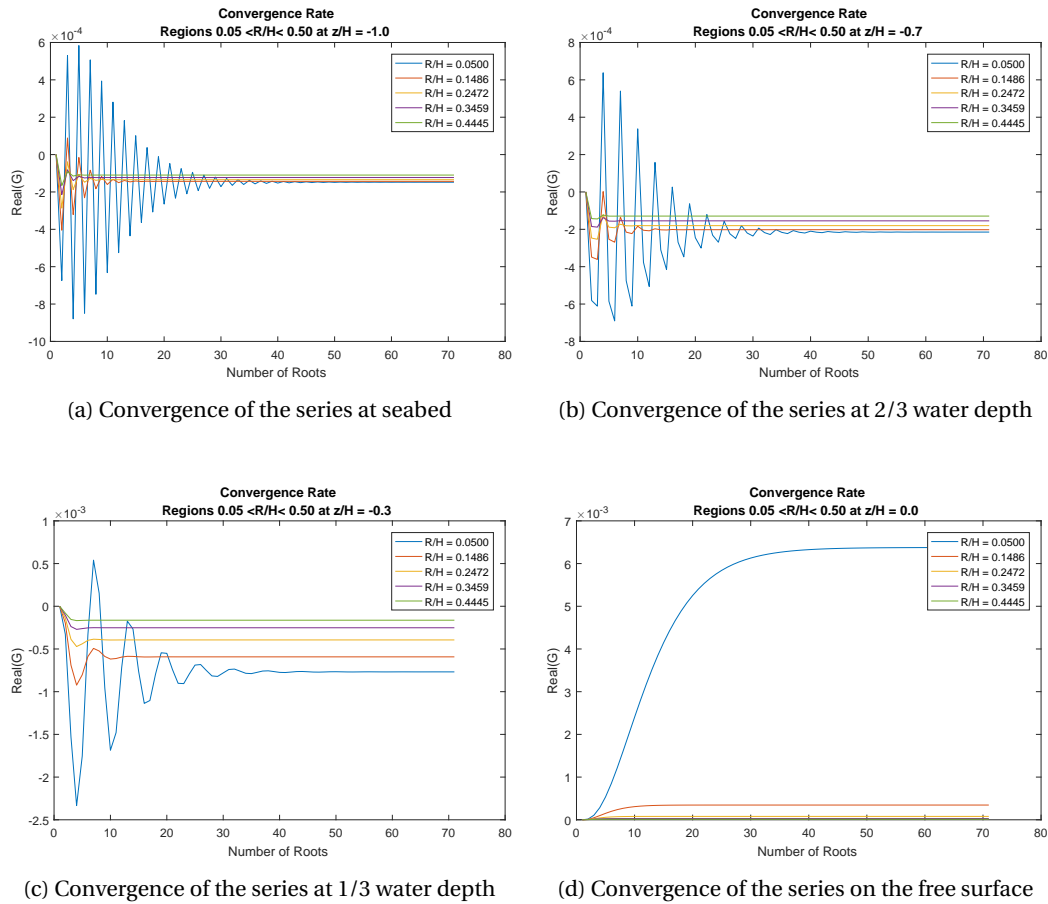 Convergence Rate
Regions 0.05 <R/H< 0.50 at z/H = -1.0
×10⁻⁴
6
4
2
0
-2
-4
-6
-8
-10
Real(G)
R/H = 0.0500
R/H = 0.1486
R/H = 0.2472
R/H = 0.3459
R/H = 0.4445
0 10 20 30 40 50 60 70 80
Number of Roots
(a) Convergence of the series at seabed
Convergence Rate
Regions 0.05 <R/H< 0.50 at z/H = -0.7
×10⁻⁴
8
6
4
2
0
-2
-4
-6
-8
Real(G)
R/H = 0.0500
R/H = 0.1486
R/H = 0.2472
R/H = 0.3459
R/H = 0.4445
0 10 20 30 40 50 60 70 80
Number of Roots
(b) Convergence of the series at 2/3 water depth
Convergence Rate
Regions 0.05 <R/H< 0.50 at z/H = -0.3
×10⁻³
1
0.5
0
-0.5
-1
-1.5
-2
-2.5
Real(G)
R/H = 0.0500
R/H = 0.1486
R/H = 0.2472
R/H = 0.3459
R/H = 0.4445
0 10 20 30 40 50 60 70 80
Number of Roots
(c) Convergence of the series at 1/3 water depth
Convergence Rate
Regions 0.05 <R/H< 0.50 at z/H = 0.0
×10⁻³
7
6
5
4
3
2
1
0
Real(G)
R/H = 0.0500
R/H = 0.1486
R/H = 0.2472
R/H = 0.3459
R/H = 0.4445
0 10 20 30 40 50 60 70 80
Number of Roots
(d) Convergence of the series on the free surface